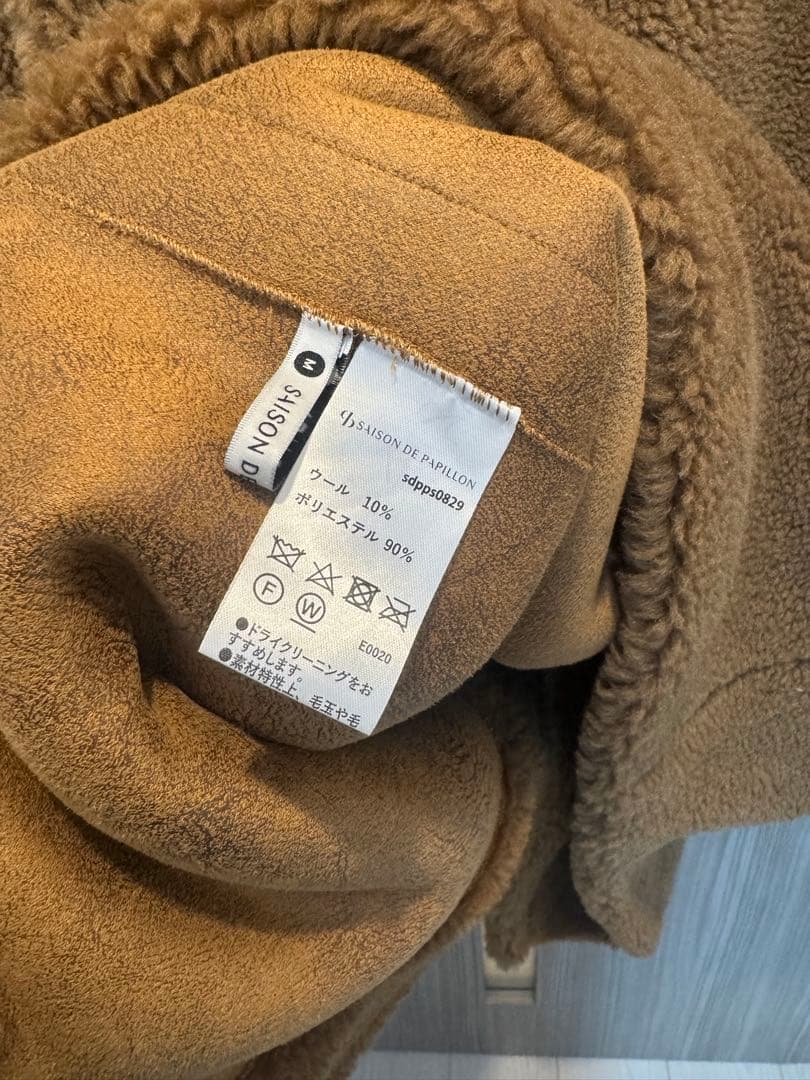 M
SAISON DE
SAISON DE PAPILLON
sdpps0829
ウール 10%
ポリエステル 90%
F
W
E0020
●ドライクリーニングをお
すすめします。
●素材特性上、毛玉や毛